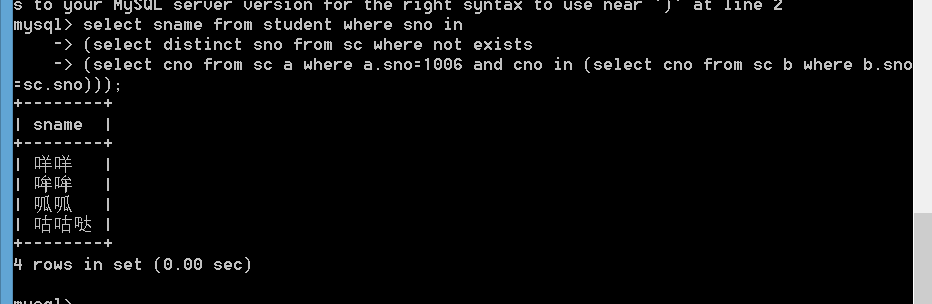 s to your MySQL server version for the right syntax to use near ')' at line 2
mysql> select sname from student where sno in
    -> (select distinct sno from sc where not exists
    -> (select cno from sc a where a.sno=1006 and cno in (select cno from sc b where b.sno
=sc.sno)));
+--------+
| sname  |
+--------+
| 咩咩   |
| 哞哞   |
| 呱呱   |
| 咕咕哒 |
+--------+
4 rows in set (0.00 sec)
mysql>